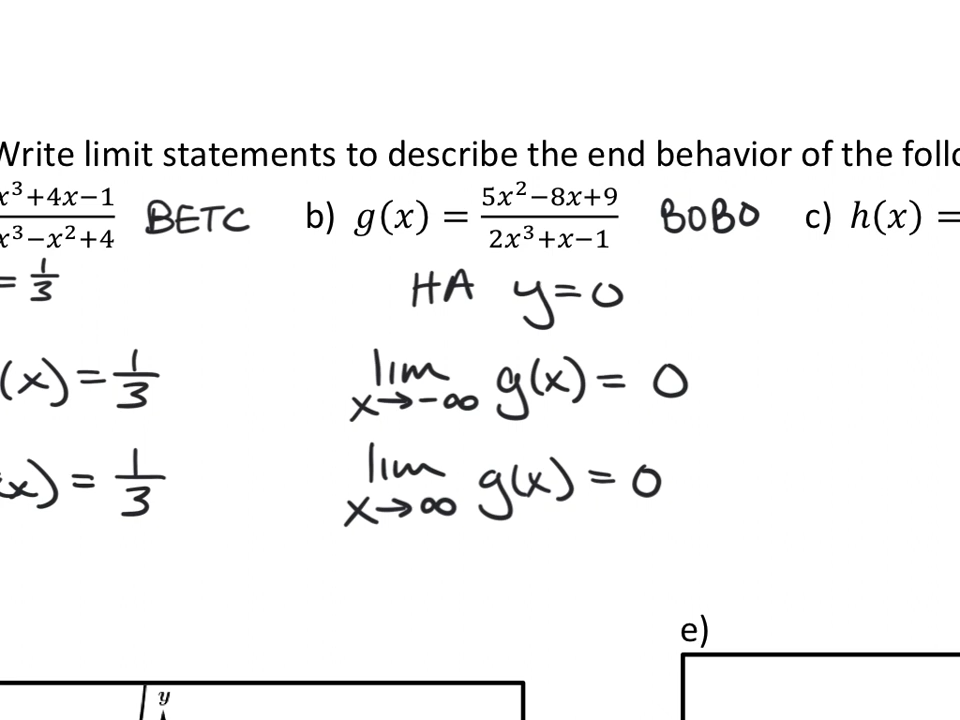 Write limit statements to describe the end behavior of the
x³+4x−1 / x³−x²+4 BETC b) g(x) = 5x²−8x+9 / 2x³+x−1 BOBO c) h(x) =
= 1/3 HA y=0
(x) = 1/3 lim x→−∞ g(x) = 0
(x) = 1/3 lim x→∞ g(x) = 0
e)
y